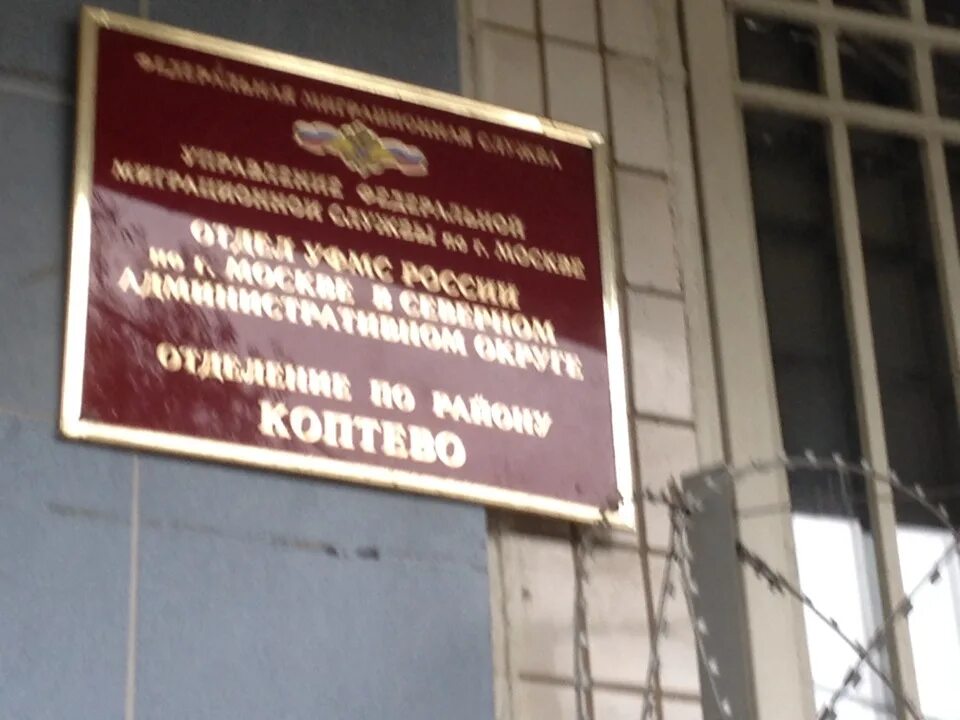 ФЕДЕРАЛЬНАЯ МИГРАЦИОННАЯ СЛУЖБА
УПРАВЛЕНИЕ ФЕДЕРАЛЬНОЙ
МИГРАЦИОННОЙ СЛУЖБЫ по г. МОСКВЕ
ОТДЕЛ УФМС РОССИИ
по г. МОСКВЕ В СЕВЕРНОМ
АДМИНИСТРАТИВНОМ ОКРУГЕ
ОТДЕЛЕНИЕ ПО РАЙОНУ
КОПТЕВО